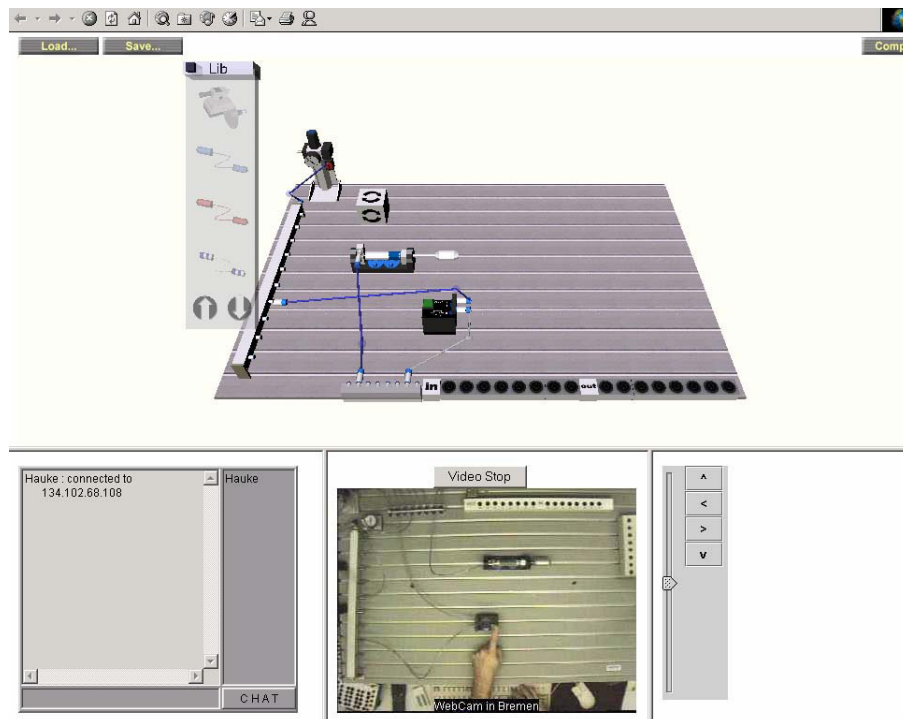 Load...
Save...
Comp
Lib
in
out
Hauke : connected to
134.102.68.108
Hauke
CHAT
Video Stop
WebCam in Bremen
^
<
>
v